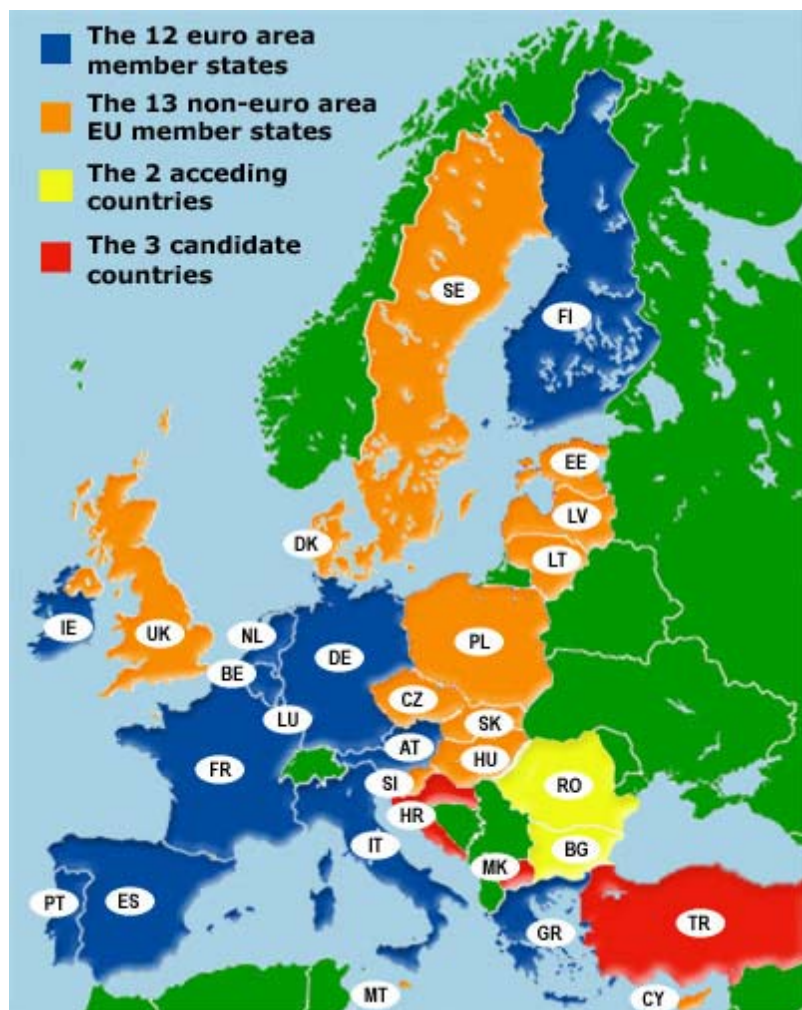 The 12 euro area
member states
The 13 non-euro area
EU member states
The 2 acceding
countries
The 3 candidate
countries
SE
FI
EE
LV
DK
LT
IE
UK
NL
DE
PL
BE
CZ
LU
SK
AT
HU
FR
SI
RO
HR
IT
BG
MK
PT
ES
GR
TR
MT
CY